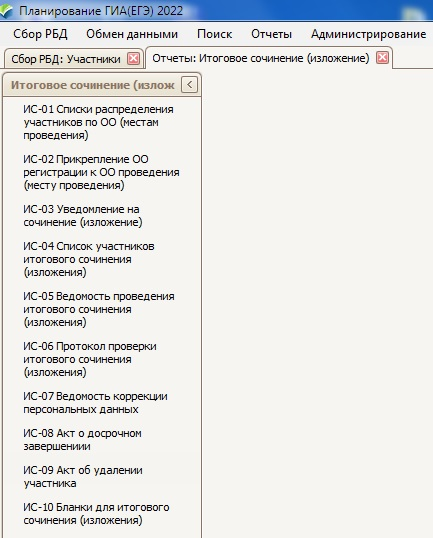 Планирование ГИА(ЕГЭ) 2022
Сбор РБД Обмен данными Поиск Отчеты Администрирование
Сбор РБД: Участники Отчеты: Итоговое сочинение (изложение)
Итоговое сочинение (излож <
ИС-01 Списки распределения
участников по ОО (местам
проведения)
ИС-02 Прикрепление ОО
регистрации к ОО проведения
(месту проведения)
ИС-03 Уведомление на
сочинение (изложение)
ИС-04 Список участников
итогового сочинения
(изложения)
ИС-05 Ведомость проведения
итогового сочинения
(изложения)
ИС-06 Протокол проверки
итогового сочинения
(изложения)
ИС-07 Ведомость коррекции
персональных данных
ИС-08 Акт о досрочном
завершениии
ИС-09 Акт об удалении
участника
ИС-10 Бланки для итогового
сочинения (изложения)